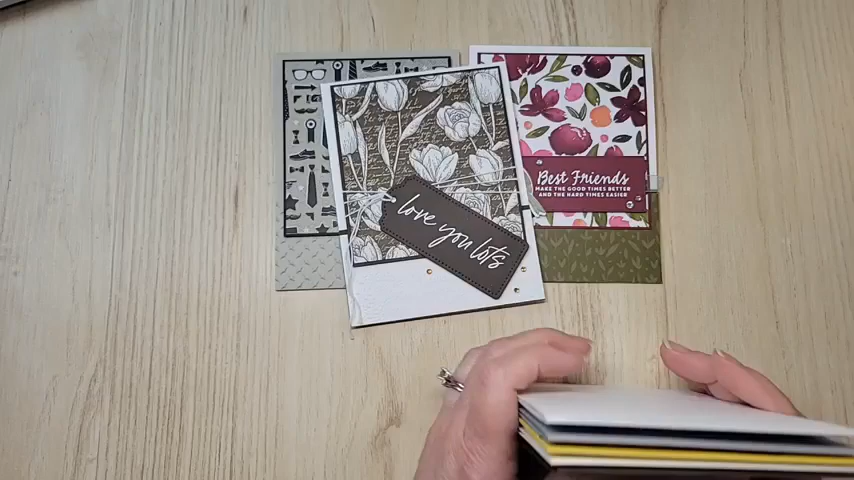 love you lots
Best Friends
MAKE THE GOOD TIMES BETTER
AND THE HARD TIMES EASIER